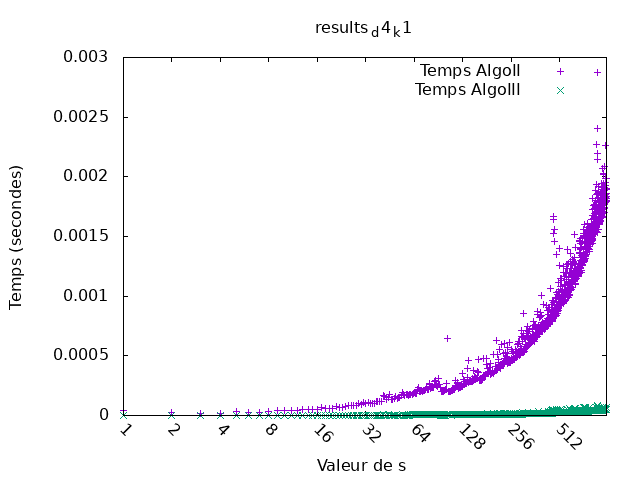 results_d4_k1
Temps AlgoII
Temps AlgoIII
Temps (secondes)
0.003
0.0025
0.002
0.0015
0.001
0.0005
0
1 2 4 8 16 32 64 128 256 512
Valeur de s